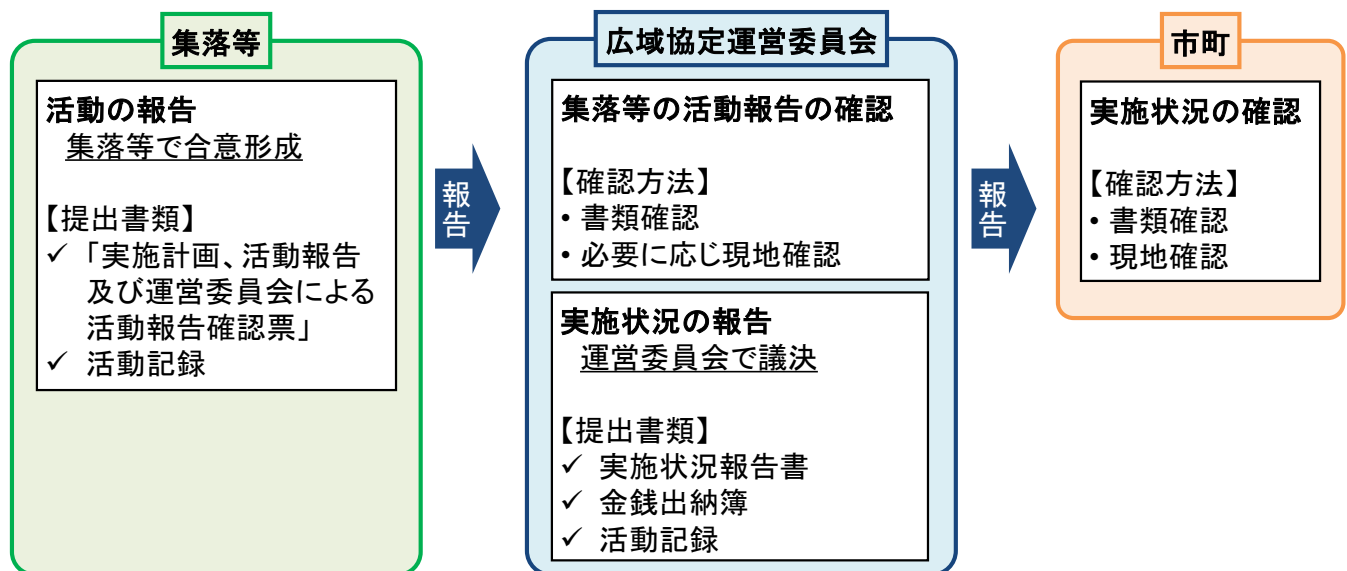 集落等
活動の報告
集落等で合意形成
【提出書類】
✓ 「実施計画、活動報告
及び運営委員会による
活動報告確認票」
✓ 活動記録
報告
広域協定運営委員会
集落等の活動報告の確認
【確認方法】
• 書類確認
• 必要に応じ現地確認
実施状況の報告
運営委員会で議決
【提出書類】
✓ 実施状況報告書
✓ 金銭出納簿
✓ 活動記録
報告
市町
実施状況の確認
【確認方法】
• 書類確認
• 現地確認